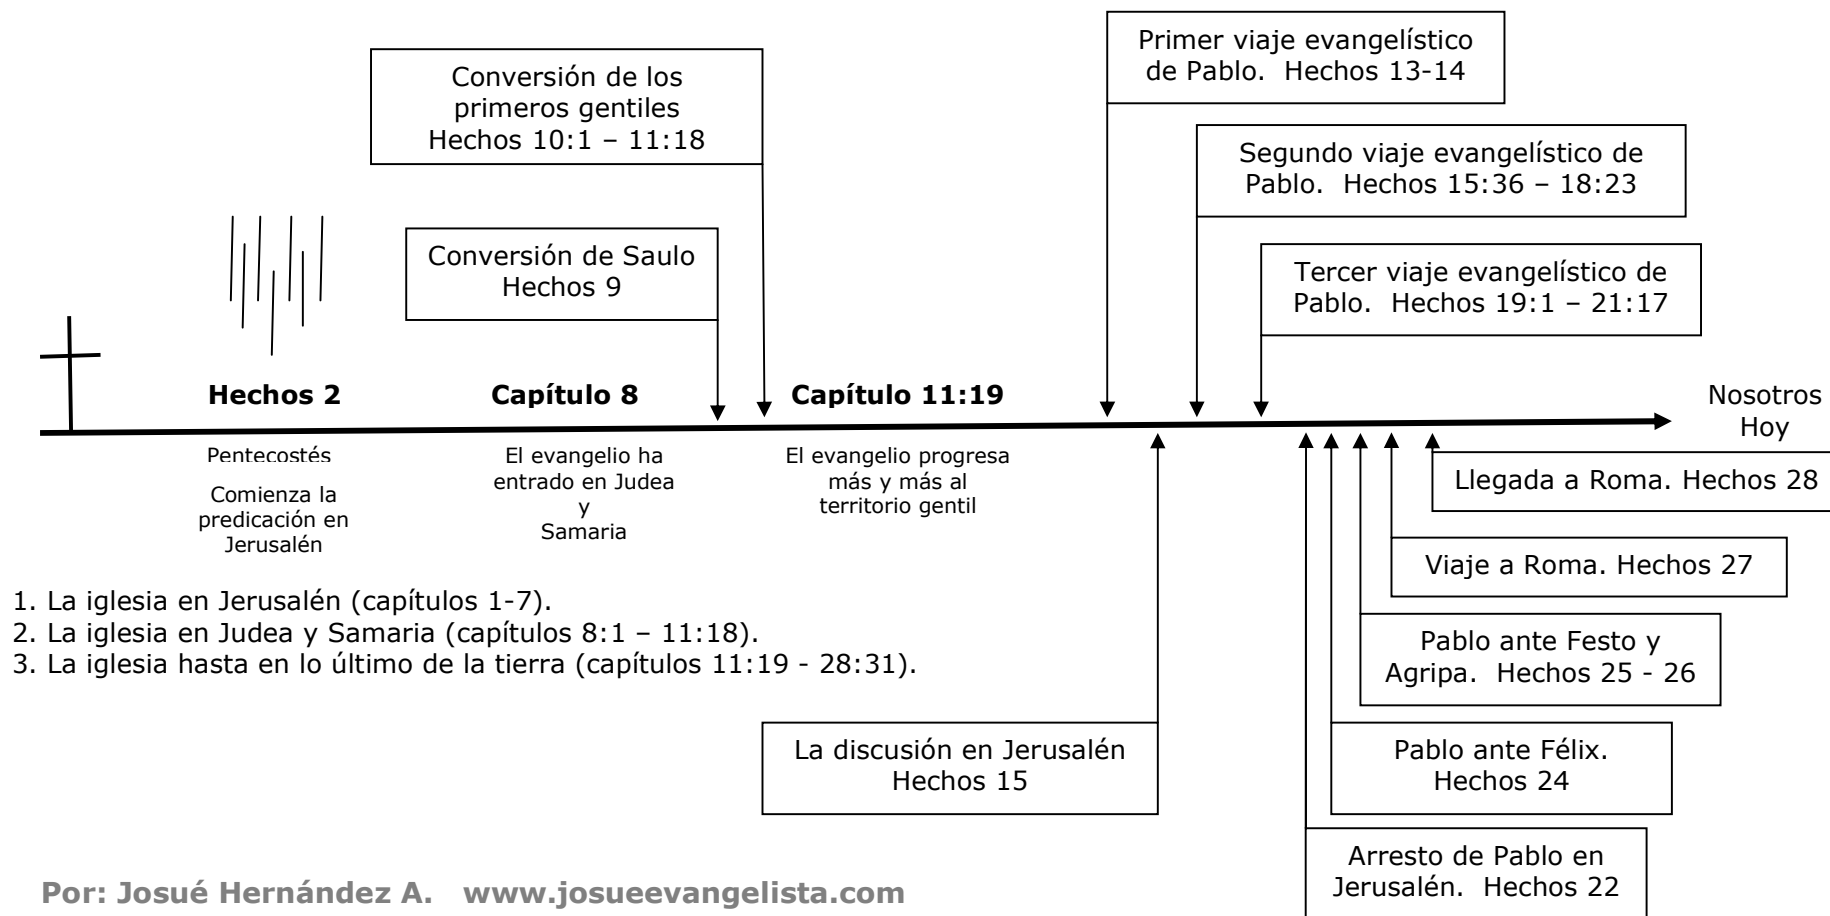 Primer viaje evangelístico
de Pablo.  Hechos 13-14
Conversión de los
primeros gentiles
Hechos 10:1 – 11:18
Segundo viaje evangelístico de
Pablo.  Hechos 15:36 – 18:23
Conversión de Saulo
Hechos 9
Tercer viaje evangelístico de
Pablo.  Hechos 19:1 – 21:17
Hechos 2
Capítulo 8
Capítulo 11:19
Nosotros
Hoy
Pentecostés
Comienza la
predicación en
Jerusalén
El evangelio ha
entrado en Judea
y
Samaria
El evangelio progresa
más y más al
territorio gentil
Llegada a Roma. Hechos 28
Viaje a Roma. Hechos 27
1. La iglesia en Jerusalén (capítulos 1-7).
2. La iglesia en Judea y Samaria (capítulos 8:1 – 11:18).
3. La iglesia hasta en lo último de la tierra (capítulos 11:19 - 28:31).
Pablo ante Festo y
Agripa.  Hechos 25 - 26
La discusión en Jerusalén
Hechos 15
Pablo ante Félix.
Hechos 24
Arresto de Pablo en
Jerusalén.  Hechos 22
Por: Josué Hernández A.   www.josueevangelista.com